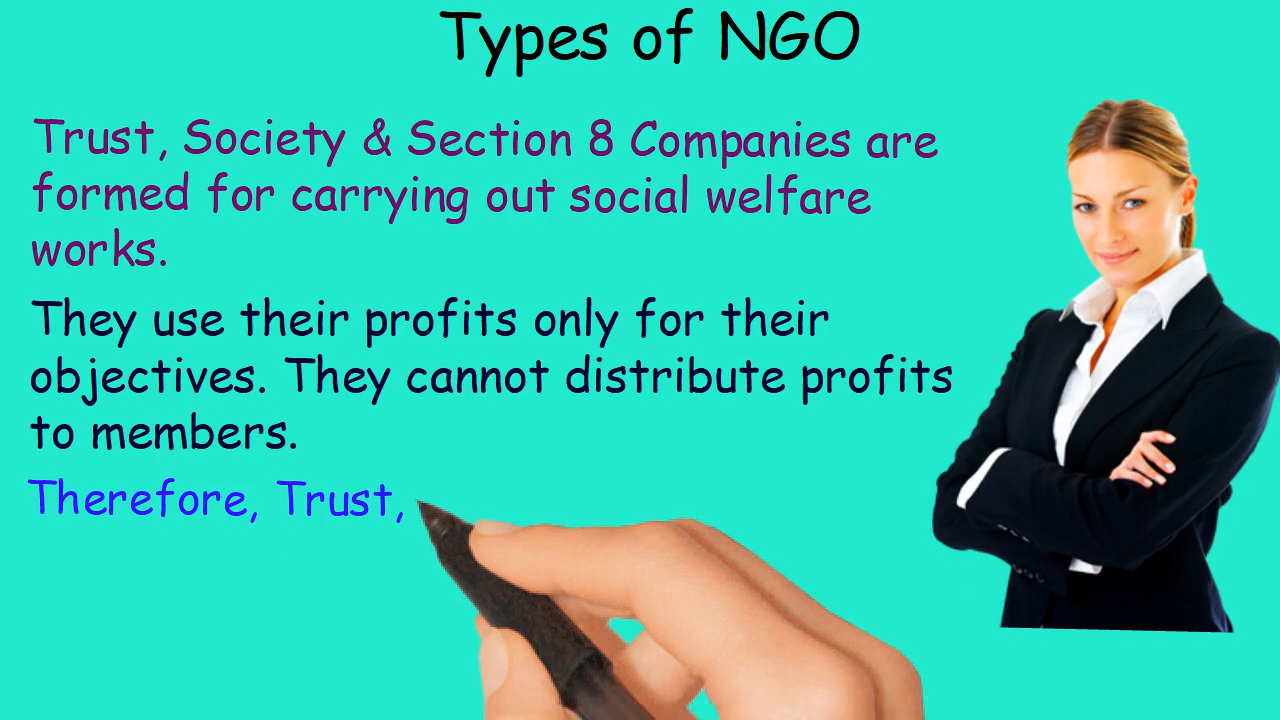 Types of NGO
Trust, Society & Section 8 Companies are
formed for carrying out social welfare
works.
They use their profits only for their
objectives. They cannot distribute profits
to members.
Therefore, Trust,